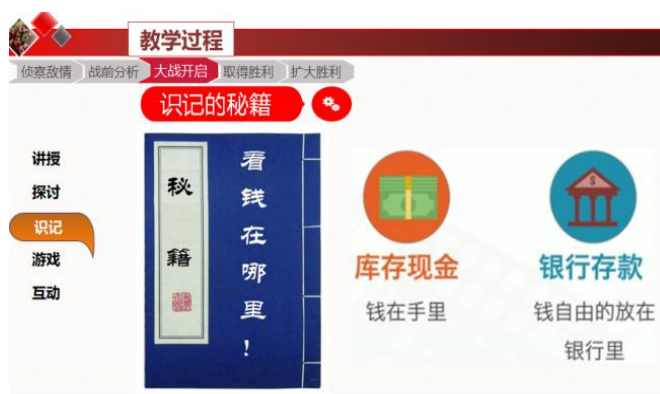 教学过程
侦察敌情
战前分析
大战开启
取得胜利
扩大胜利
识记的秘籍
讲授
探讨
识记
游戏
互动
秘籍
看钱在哪里!
$
库存现金
钱在手里
银行存款
钱自由的放在
银行里